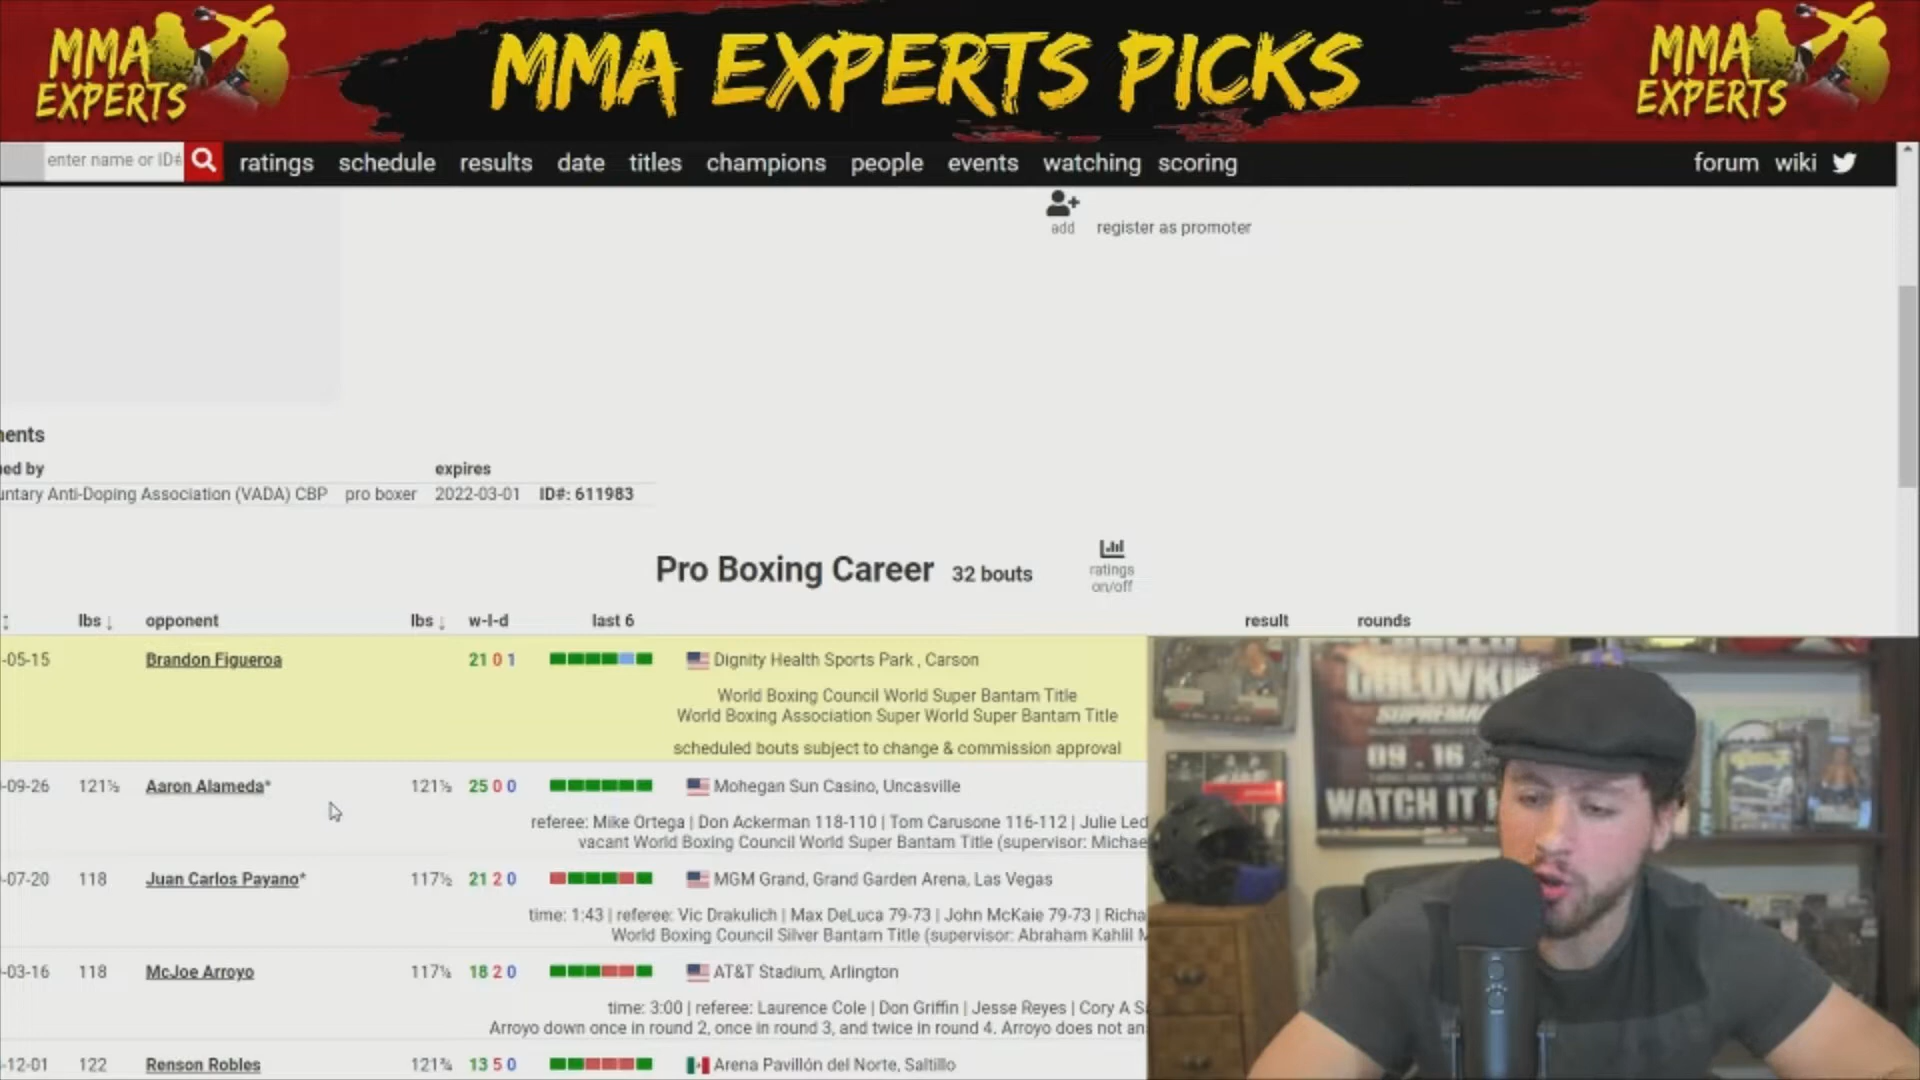 MMA
EXPERTS
MMA EXPERTS PICKS
MMA
EXPERTS
enter name or ID#
ratings schedule results date titles champions people events watching scoring forum wiki
add register as promoter
ents
ed by expires
untary Anti-Doping Association (VADA) CBP pro boxer 2022-03-01 ID#: 611983
Pro Boxing Career 32 bouts
ratings
on/off
lbs opponent lbs w-l-d last 6 result rounds
-05-15 Brandon Figueroa 21 0 1 Dignity Health Sports Park , Carson
World Boxing Council World Super Bantam Title
World Boxing Association Super World Super Bantam Title
scheduled bouts subject to change & commission approval
-09-26 121½ Aaron Alameda* 121½ 25 0 0 Mohegan Sun Casino, Uncasville
referee: Mike Ortega | Don Ackerman 118-110 | Tom Carusone 116-112 | Julie Led
vacant World Boxing Council World Super Bantam Title (supervisor: Michae
-07-20 118 Juan Carlos Payano* 117½ 21 2 0 MGM Grand, Grand Garden Arena, Las Vegas
time: 1:43 | referee: Vic Drakulich | Max DeLuca 79-73 | John McKaie 79-73 | Richa
World Boxing Council Silver Bantam Title (supervisor: Abraham Kahlil M
-03-16 118 McJoe Arroyo 18 2 0 AT&T Stadium, Arlington
time: 3:00 | referee: Laurence Cole | Don Griffin | Jesse Reyes | Cory A S
Arroyo down once in round 2, once in round 3, and twice in round 4. Arroyo does not an
-12-01 122 Renson Robles 13 5 0 Arena Pavillón del Norte, Saltillo
GOLOVKIN
SUPREMA
09 . 16
WATCH IT